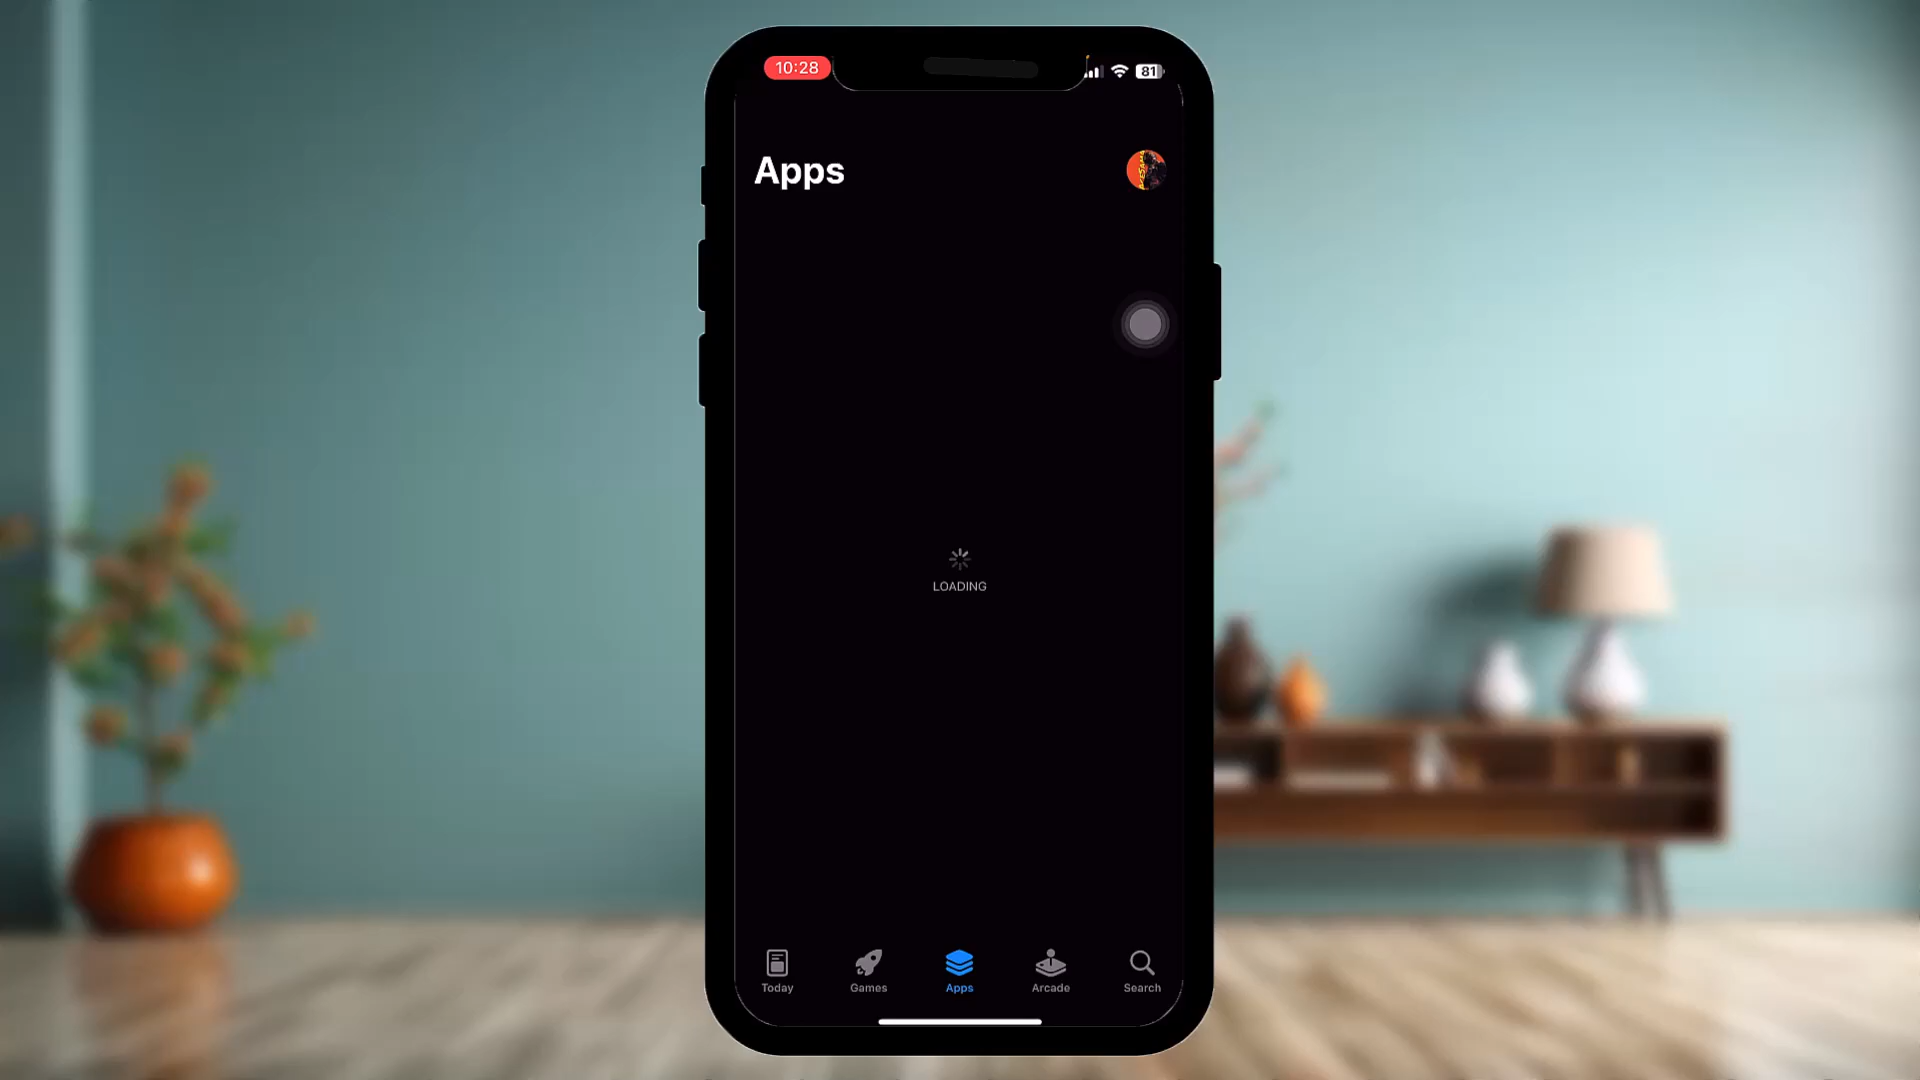 10:28
81
Apps
LOADING
Today
Games
Apps
Arcade
Search